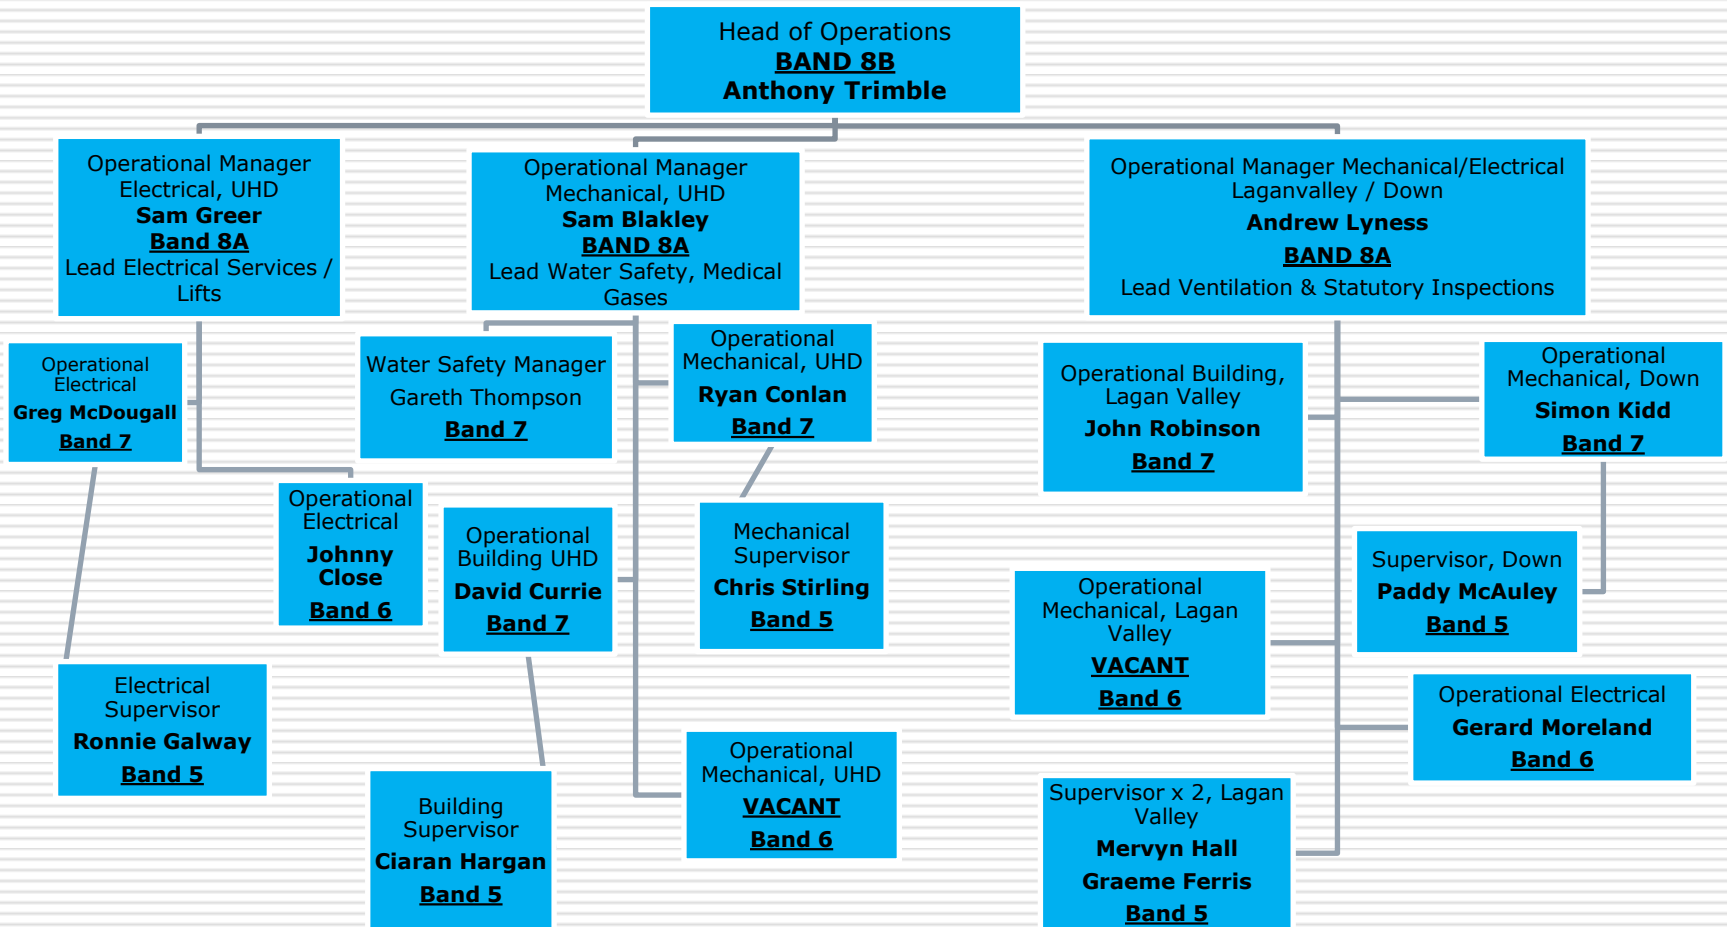 Head of Operations
BAND 8B
Anthony Trimble
Operational Manager
Electrical, UHD
Sam Greer
Band 8A
Lead Electrical Services /
Lifts
Operational Manager
Mechanical, UHD
Sam Blakley
BAND 8A
Lead Water Safety, Medical
Gases
Operational Manager Mechanical/Electrical
Laganvalley / Down
Andrew Lyness
BAND 8A
Lead Ventilation & Statutory Inspections
Operational
Electrical
Greg McDougall
Band 7
Water Safety Manager
Gareth Thompson
Band 7
Operational
Mechanical, UHD
Ryan Conlan
Band 7
Operational Building,
Lagan Valley
John Robinson
Band 7
Operational
Mechanical, Down
Simon Kidd
Band 7
Operational
Electrical
Johnny
Close
Band 6
Operational
Building UHD
David Currie
Band 7
Mechanical
Supervisor
Chris Stirling
Band 5
Operational
Mechanical, Lagan
Valley
VACANT
Band 6
Supervisor, Down
Paddy McAuley
Band 5
Electrical
Supervisor
Ronnie Galway
Band 5
Building
Supervisor
Ciaran Hargan
Band 5
Operational
Mechanical, UHD
VACANT
Band 6
Operational Electrical
Gerard Moreland
Band 6
Supervisor x 2, Lagan
Valley
Mervyn Hall
Graeme Ferris
Band 5